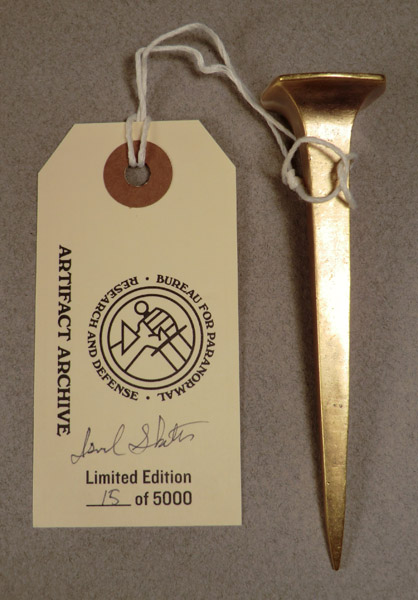 ARTIFACT ARCHIVE
BUREAU FOR PARANORMAL
RESEARCH AND DEFENSE
Limited Edition
15 of 5000